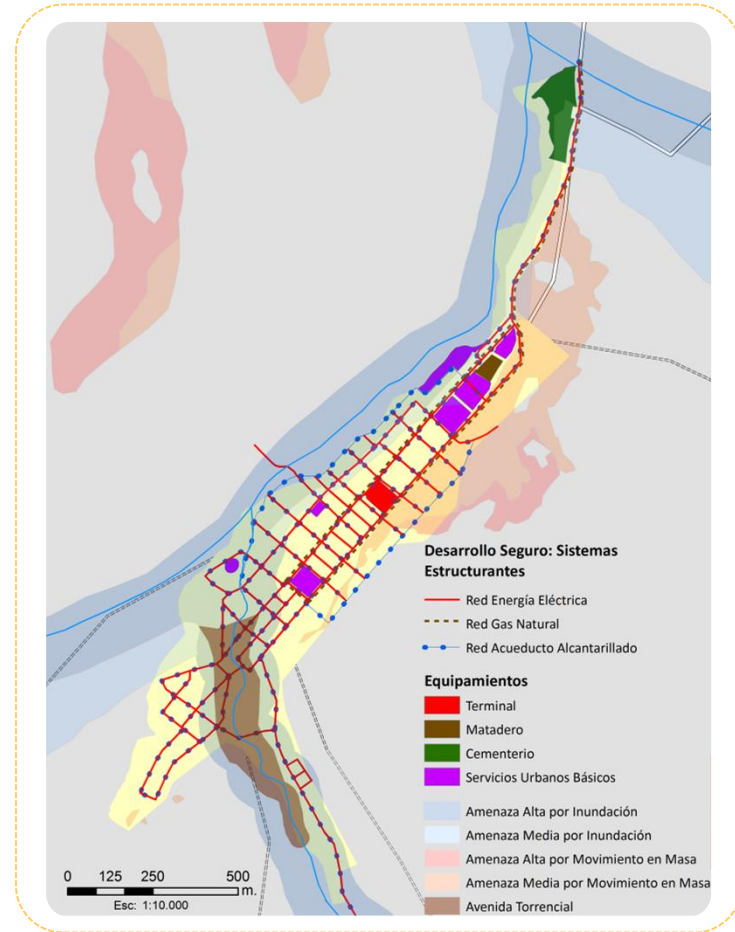 Desarrollo Seguro: Sistemas
Estructurantes
Red Energía Eléctrica
Red Gas Natural
Red Acueducto Alcantarillado
Equipamientos
Terminal
Matadero
Cementerio
Servicios Urbanos Básicos
Amenaza Alta por Inundación
Amenaza Media por Inundación
Amenaza Alta por Movimiento en Masa
Amenaza Media por Movimiento en Masa
Avenida Torrencial
0 125 250 500
m.
Esc: 1:10.000